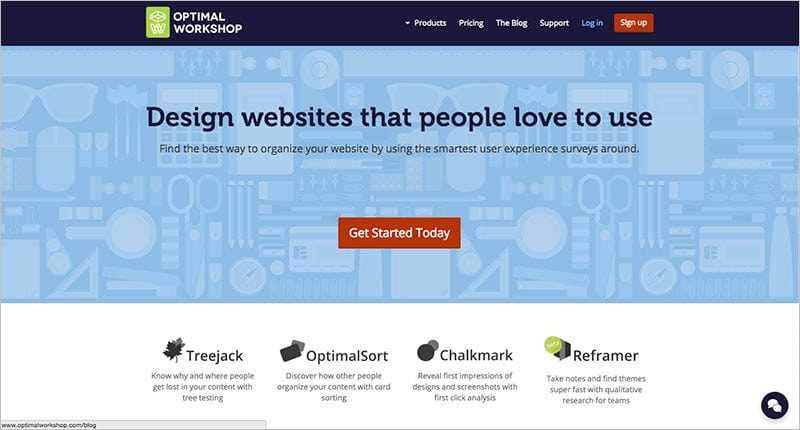 OPTIMAL
WORKSHOP
Products Pricing The Blog Support Log in Sign up
Design websites that people love to use
Find the best way to organize your website by using the smartest user experience surveys around.
Get Started Today
Treejack
Know why and where people
get lost in your content with
tree testing
OptimalSort
Discover how other people
organize your content with card
sorting
Chalkmark
Reveal first impressions of
designs and screenshots with
first click analysis
beta
Reframer
Take notes and find themes
super fast with qualitative
research for teams
www.optimalworkshop.com/blog